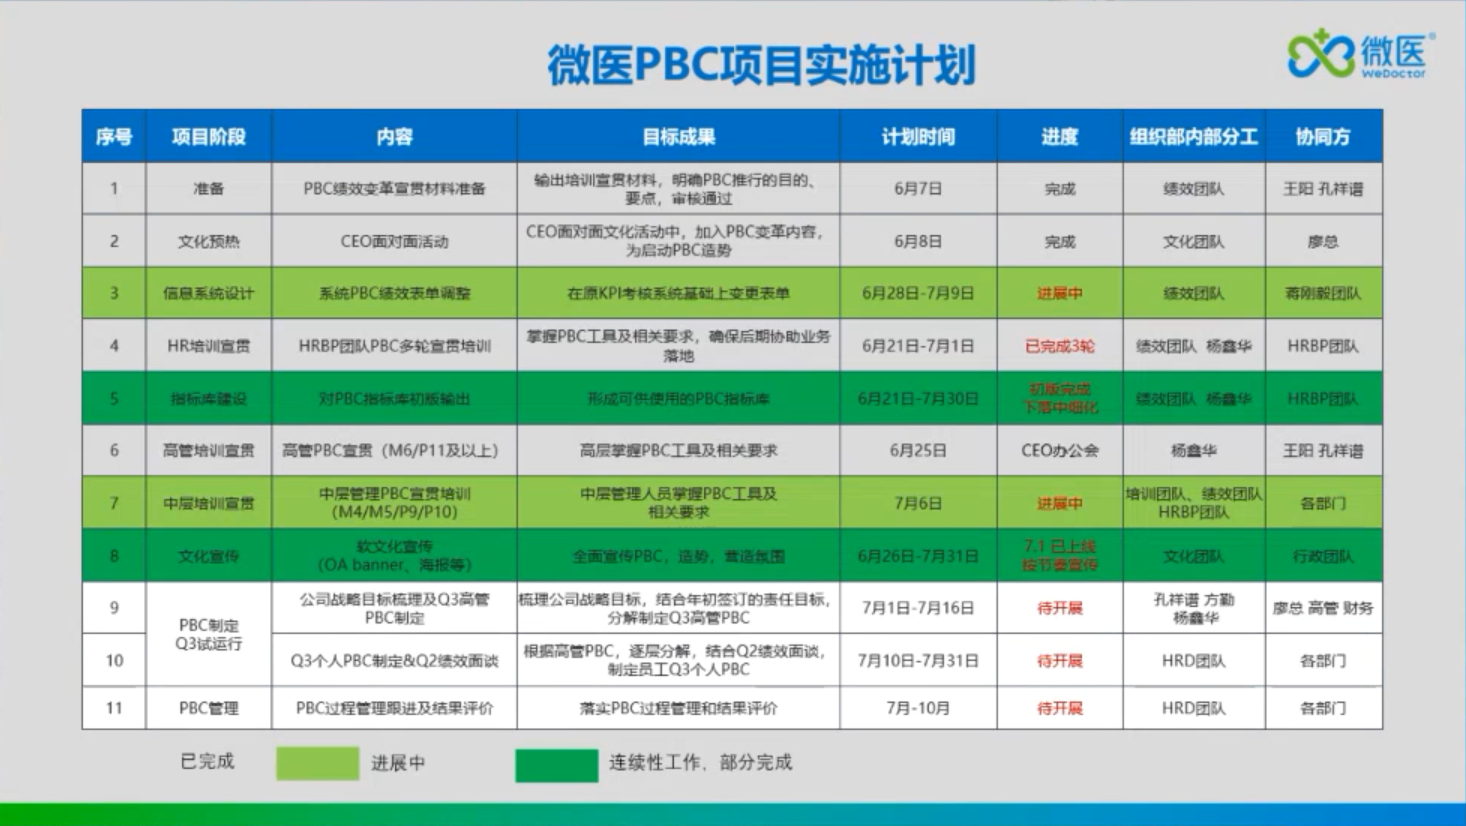 微医PBC项目实施计划
微医®
WeDoctor
序号 项目阶段 内容 目标成果 计划时间 进度 组织部内部分工 协同方
1 准备 PBC绩效变革宣贯材料准备 输出培训宣贯材料，明确PBC推行的目的、 6月7日 完成 绩效团队 王阳 孔祥谱
要点，审核通过
2 文化预热 CEO面对面活动 CEO面对面文化活动中，加入PBC变革内容， 6月8日 完成 文化团队 廖总
为启动PBC造势
3 信息系统设计 系统PBC绩效表单调整 在原KPI考核系统基础上变更表单 6月28日-7月9日 进展中 绩效团队 蒋刚毅团队
4 HR培训宣贯 HRBP团队PBC多轮宣贯培训 掌握PBC工具及相关要求，确保后期协助业务 6月21日-7月1日 已完成3轮 绩效团队 杨鑫华 HRBP团队
落地
5 指标库建设 对PBC指标库初版输出 形成可供使用的PBC指标库 6月21日-7月30日 初版完成 绩效团队 杨鑫华 HRBP团队
下落中细化
6 高管培训宣贯 高管PBC宣贯（M6/P11及以上） 高层掌握PBC工具及相关要求 6月25日 CEO办公会 杨鑫华 王阳 孔祥谱
7 中层培训宣贯 中层管理PBC宣贯培训 中层管理人员掌握PBC工具及 7月6日 进展中 培训团队、绩效团队 各部门
（M4/M5/P9/P10） 相关要求 HRBP团队
8 文化宣传 软文化宣传 全面宣传PBC，造势，营造氛围 6月26日-7月31日 7.1 已上线 文化团队 行政团队
（OA banner、海报等） 按节奏宣传
9 PBC制定 公司战略目标梳理及Q3高管 梳理公司战略目标，结合年初签订的责任目标， 7月1日-7月16日 待开展 孔祥谱 方勤 廖总 高管 财务
Q3试运行 PBC制定 分解制定Q3高管PBC 杨鑫华
10 Q3个人PBC制定&Q2绩效面谈 根据高管PBC，逐层分解，结合Q2绩效面谈， 7月10日-7月31日 待开展 HRD团队 各部门
制定员工Q3个人PBC
11 PBC管理 PBC过程管理跟进及结果评价 落实PBC过程管理和结果评价 7月-10月 待开展 HRD团队 各部门
已完成 进展中 连续性工作、部分完成